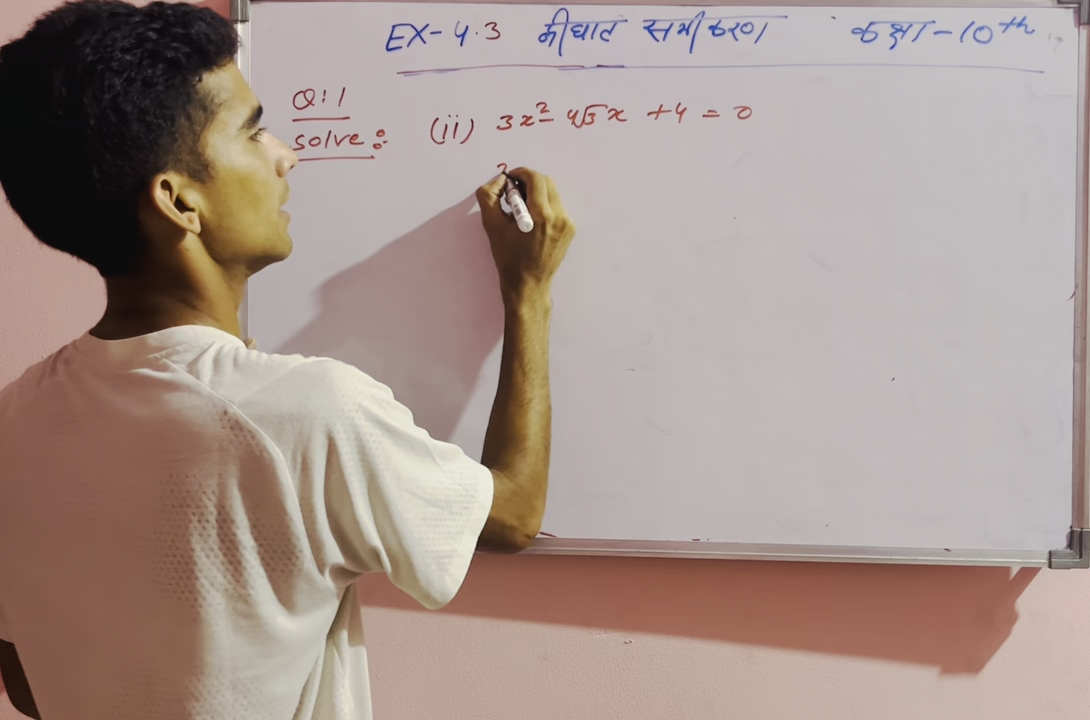 EX-4.3 द्वीघात समीकरण कक्षा-10th
Q:1
solve: (ii) 3x²-4√3x +4 = 0